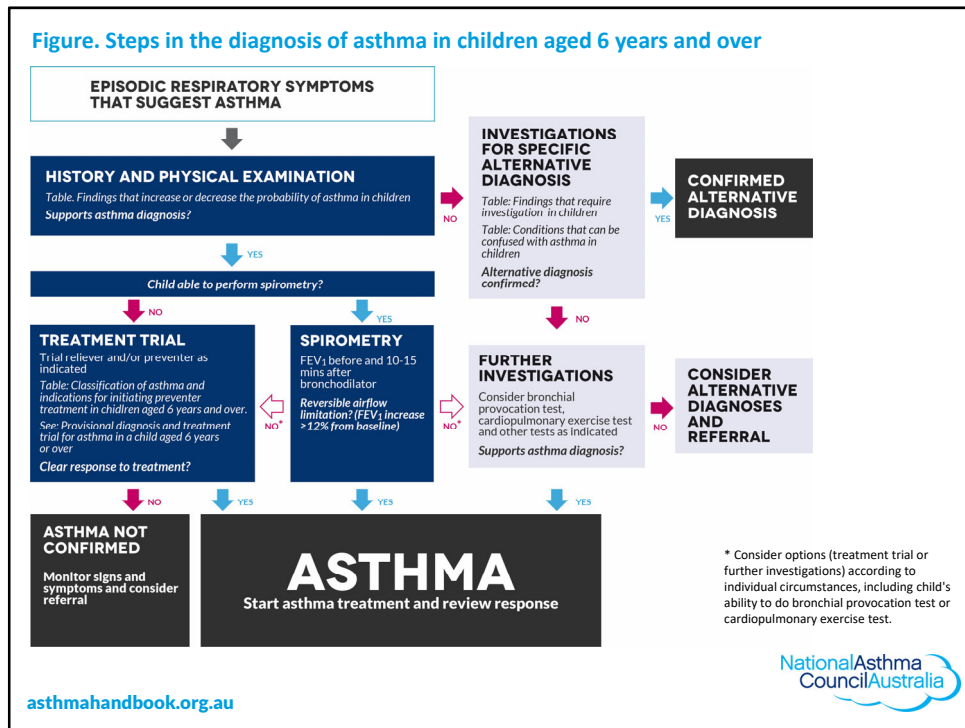 Figure. Steps in the diagnosis of asthma in children aged 6 years and over
EPISODIC RESPIRATORY SYMPTOMS
THAT SUGGEST ASTHMA
HISTORY AND PHYSICAL EXAMINATION
Table. Findings that increase or decrease the probability of asthma in children
Supports asthma diagnosis?
NO
INVESTIGATIONS
FOR SPECIFIC
ALTERNATIVE
DIAGNOSIS
Table: Findings that require
investigation in children
Table: Conditions that can be
confused with asthma in
children
Alternative diagnosis
confirmed?
YES
CONFIRMED
ALTERNATIVE
DIAGNOSIS
YES
Child able to perform spirometry?
NO
YES
NO
TREATMENT TRIAL
Trial reliever and/or preventer as
indicated
Table: Classification of asthma and
indications for initiating preventer
treatment in children aged 6 years and over.
See: Provisional diagnosis and treatment
trial for asthma in a child aged 6 years
or over
Clear response to treatment?
NO*
SPIROMETRY
FEV1 before and 10-15
mins after
bronchodilator
Reversible airflow
limitation? (FEV1 increase
>12% from baseline)
NO*
FURTHER
INVESTIGATIONS
Consider bronchial
provocation test,
cardiopulmonary exercise test
and other tests as indicated
Supports asthma diagnosis?
NO
CONSIDER
ALTERNATIVE
DIAGNOSES
AND
REFERRAL
NO
YES
YES
YES
ASTHMA NOT
CONFIRMED
Monitor signs and
symptoms and consider
referral
ASTHMA
Start asthma treatment and review response
* Consider options (treatment trial or
further investigations) according to
individual circumstances, including child's
ability to do bronchial provocation test or
cardiopulmonary exercise test.
asthmahandbook.org.au
NationalAsthma
CouncilAustralia